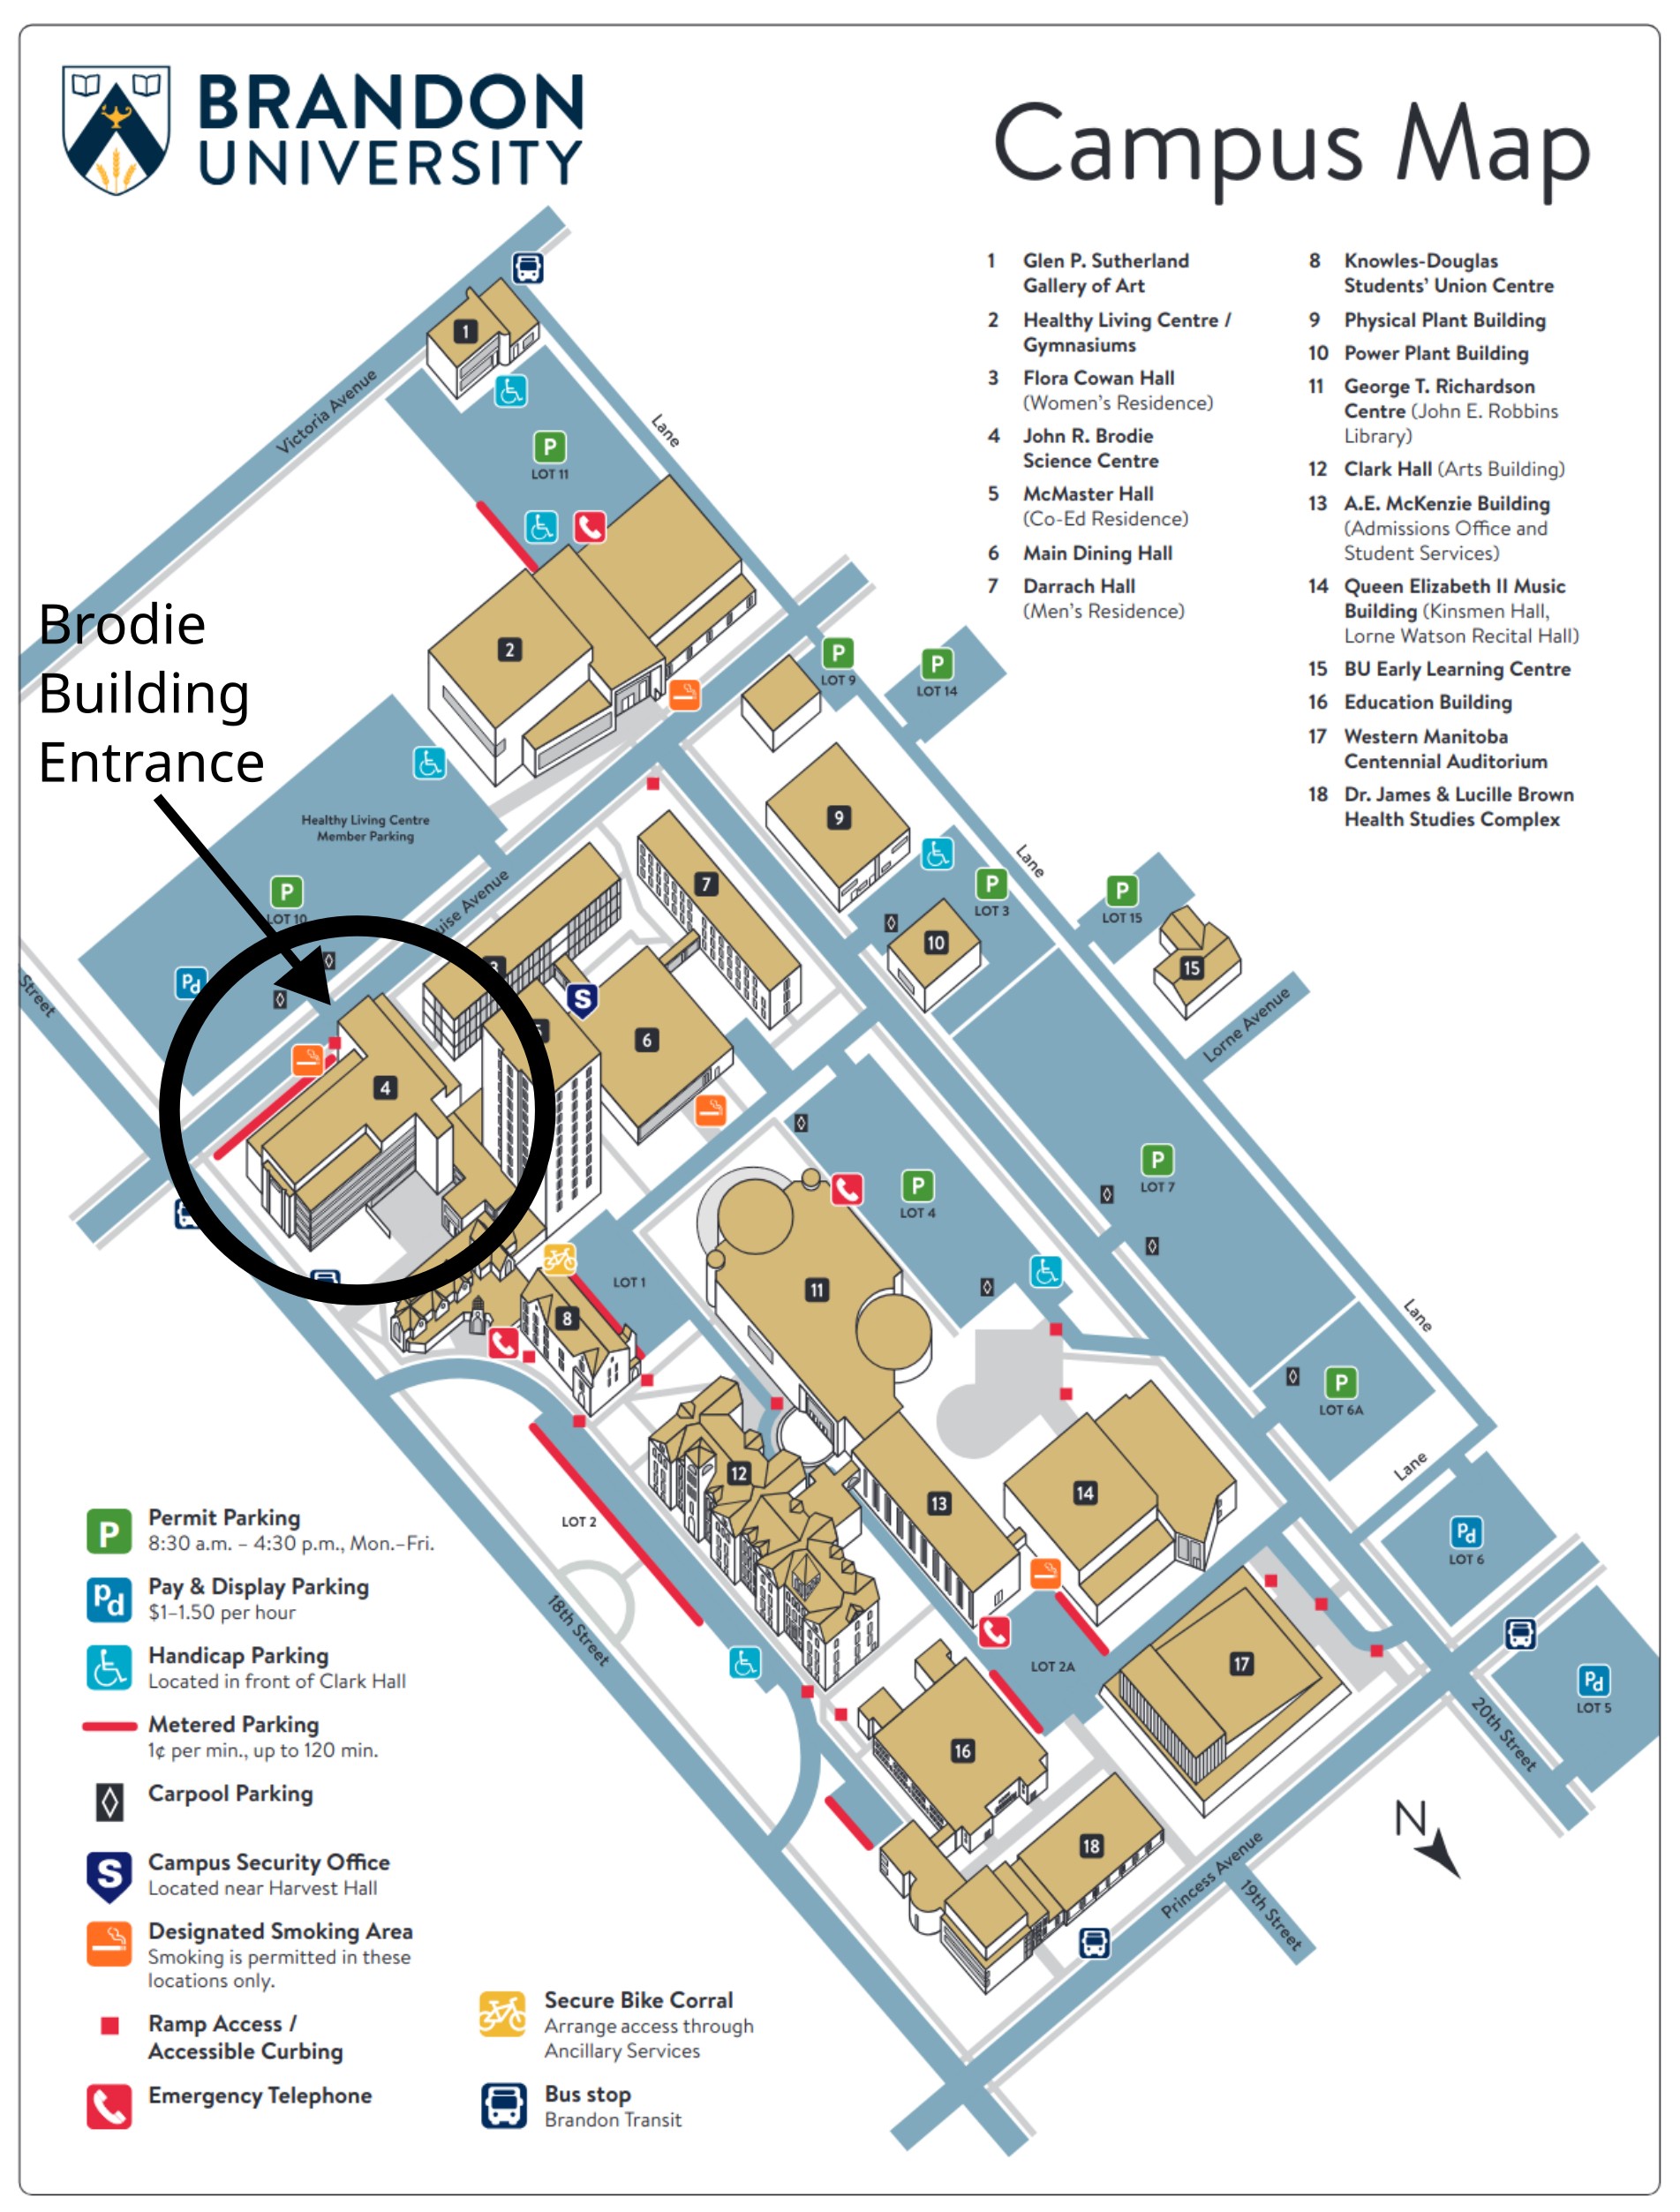 BRANDON
UNIVERSITY
Campus Map
1 Glen P. Sutherland
Gallery of Art
2 Healthy Living Centre /
Gymnasiums
3 Flora Cowan Hall
(Women's Residence)
4 John R. Brodie
Science Centre
5 McMaster Hall
(Co-Ed Residence)
6 Main Dining Hall
7 Darrach Hall
(Men's Residence)
8 Knowles-Douglas
Students' Union Centre
9 Physical Plant Building
10 Power Plant Building
11 George T. Richardson
Centre (John E. Robbins
Library)
12 Clark Hall (Arts Building)
13 A.E. McKenzie Building
(Admissions Office and
Student Services)
14 Queen Elizabeth II Music
Building (Kinsmen Hall,
Lorne Watson Recital Hall)
15 BU Early Learning Centre
16 Education Building
17 Western Manitoba
Centennial Auditorium
18 Dr. James & Lucille Brown
Health Studies Complex
1
Victoria Avenue
Lane
P
LOT 11
2
Brodie
Building
Entrance
P
LOT 9
P
LOT 14
Healthy Living Centre
Member Parking
P
LOT 10
Pd
Street
uise Avenue
3
7
9
P
LOT 3
Lane
10
P
LOT 15
15
Lorne Avenue
S
5
6
4
P
LOT 4
P
LOT 7
LOT 1
11
8
Lane
P
LOT 6A
Lane
12
13
14
LOT 2
Pd
LOT 6
18th Street
LOT 2A
17
Pd
LOT 5
20th Street
16
18
N
Princess Avenue
19th Street
P Permit Parking
8:30 a.m. – 4:30 p.m., Mon.–Fri.
Pd Pay & Display Parking
$1–1.50 per hour
Handicap Parking
Located in front of Clark Hall
Metered Parking
1¢ per min., up to 120 min.
Carpool Parking
S Campus Security Office
Located near Harvest Hall
Designated Smoking Area
Smoking is permitted in these
locations only.
Ramp Access /
Accessible Curbing
Emergency Telephone
Secure Bike Corral
Arrange access through
Ancillary Services
Bus stop
Brandon Transit